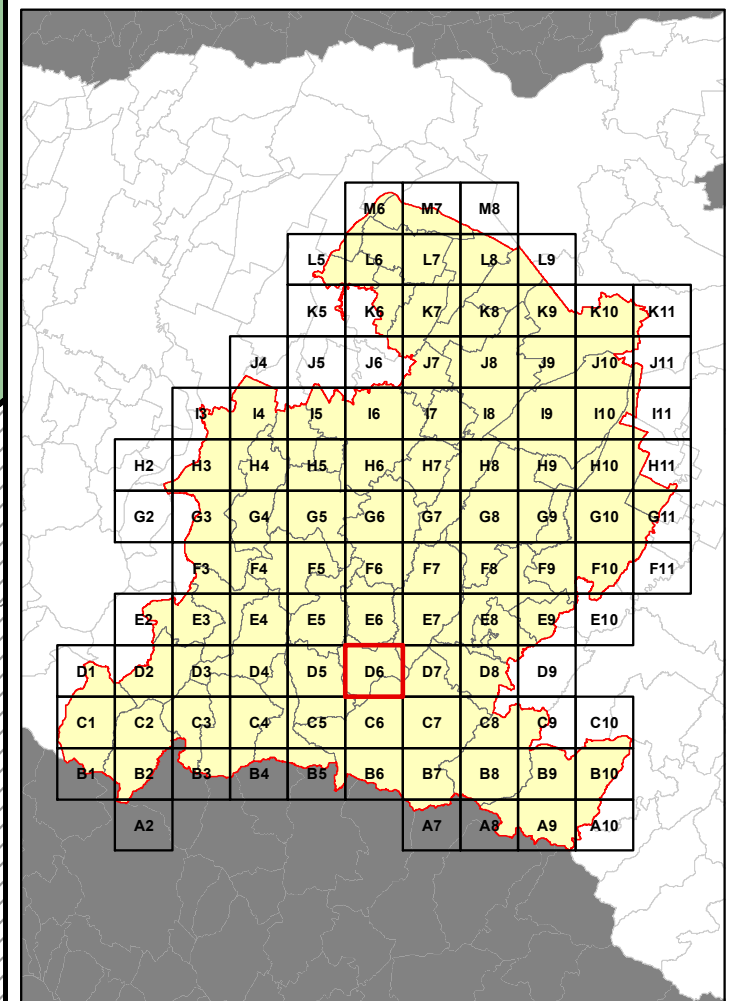 M6 M7 M8
L5 L6 L7 L8 L9
K5 K6 K7 K8 K9 K10 K11
J4 J5 J6 J7 J8 J9 J10 J11
I3 I4 I5 I6 I7 I8 I9 I10 I11
H2 H3 H4 H5 H6 H7 H8 H9 H10 H11
G2 G3 G4 G5 G6 G7 G8 G9 G10 G11
F3 F4 F5 F6 F7 F8 F9 F10 F11
E2 E3 E4 E5 E6 E7 E8 E9 E10
D1 D2 D3 D4 D5 D6 D7 D8 D9
C1 C2 C3 C4 C5 C6 C7 C8 C9 C10
B1 B2 B3 B4 B5 B6 B7 B8 B9 B10
A2 A7 A8 A9 A10